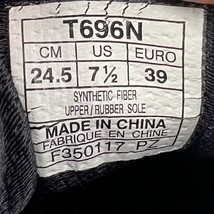 T696N
CM US EURO
24.5 7½ 39
SYNTHETIC-FIBER
UPPER/RUBBER SOLE
MADE IN CHINA
FABRIQUE EN CHINE
F350117 PZ